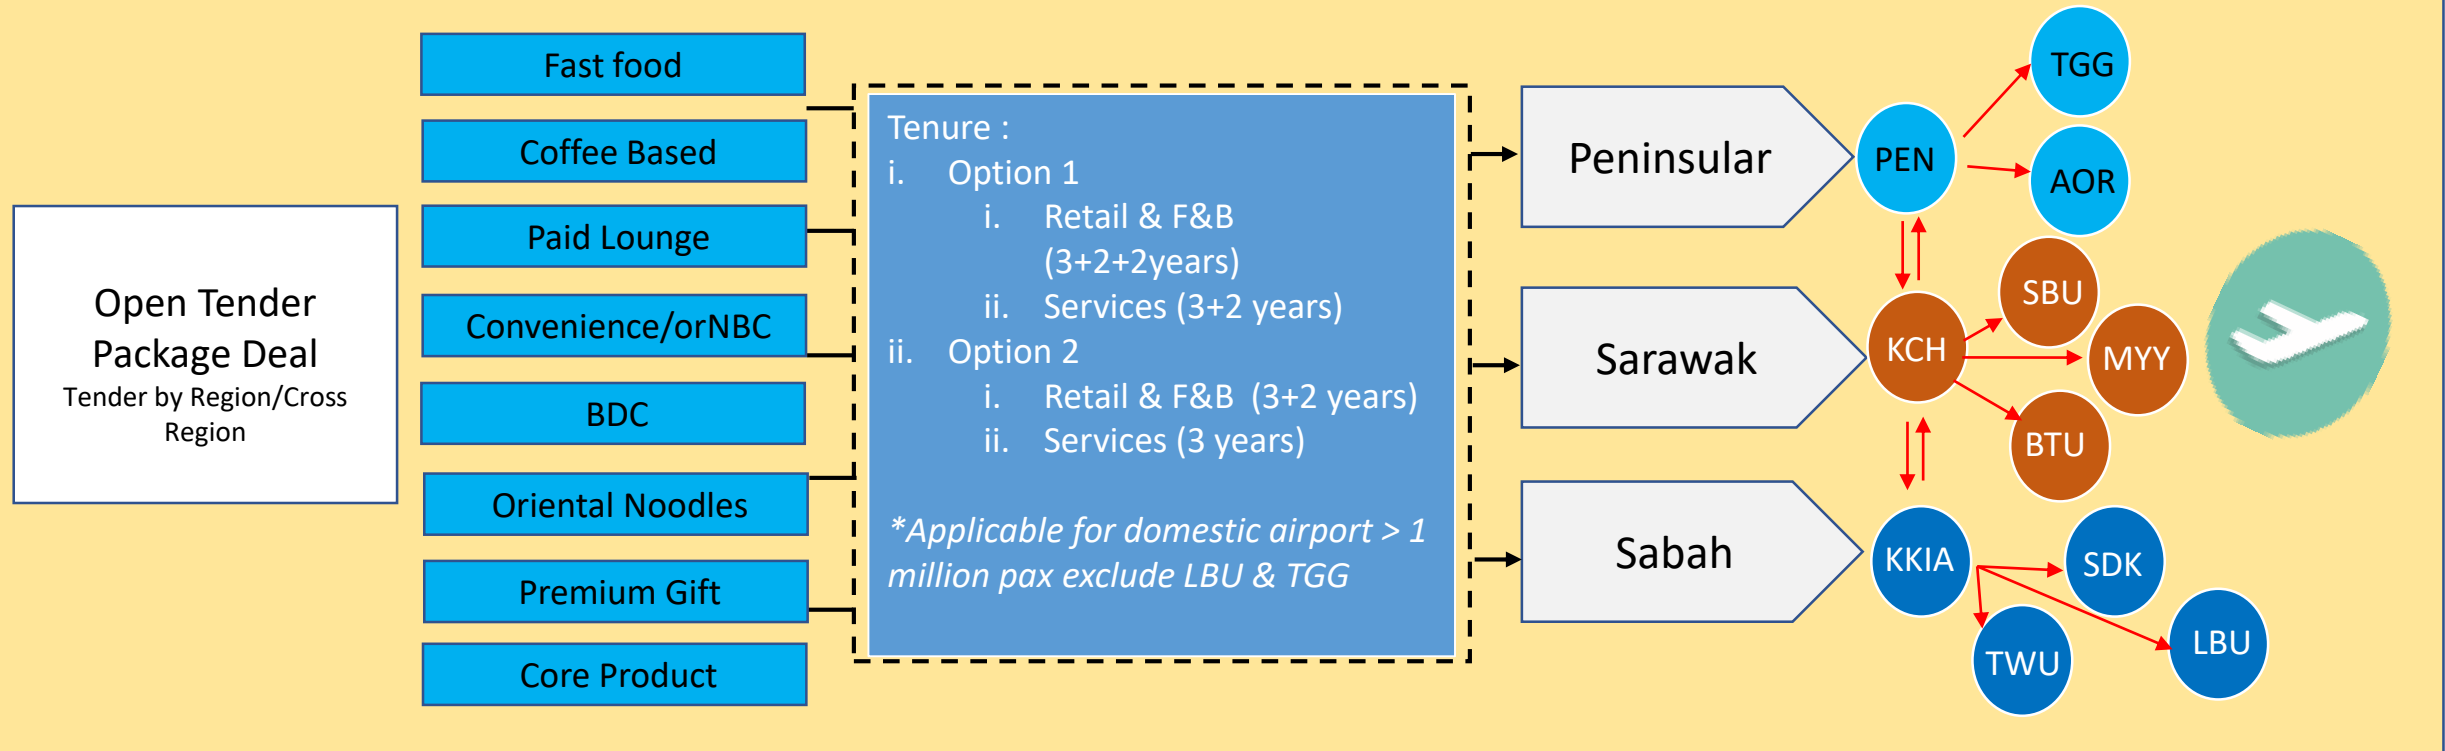 Open Tender
Package Deal
Tender by Region/Cross
Region
Fast food
Coffee Based
Paid Lounge
Convenience/orNBC
BDC
Oriental Noodles
Premium Gift
Core Product
Tenure :
i. Option 1
i. Retail & F&B
(3+2+2years)
ii. Services (3+2 years)
ii. Option 2
i. Retail & F&B (3+2 years)
ii. Services (3 years)
*Applicable for domestic airport > 1
million pax exclude LBU & TGG
Peninsular
Sarawak
Sabah
PEN
TGG
AOR
KCH
SBU
MYY
BTU
KKIA
SDK
TWU
LBU